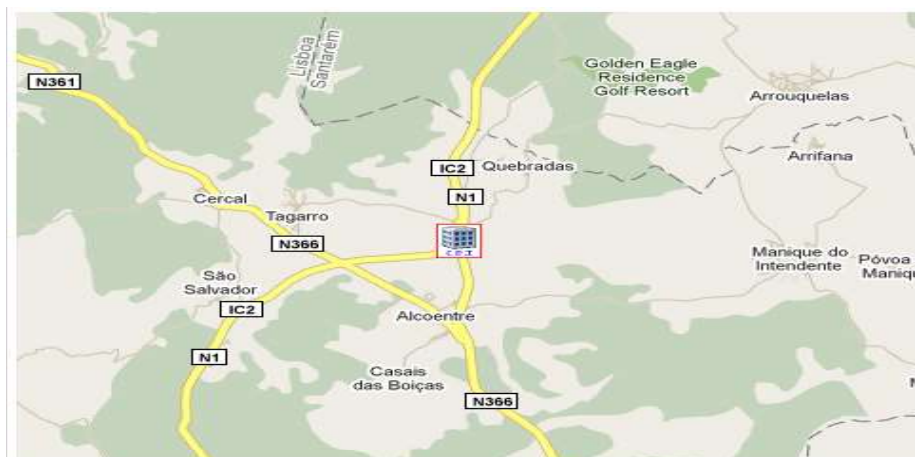 Lisboa
Santarém
Golden Eagle
Residence
Golf Resort
N361
Arrouquelas
IC2
Quebradas
Arrifana
N1
Cercal
Tagarro
N366
c e x
Manique do
Intendente
Póvoa
Maniqu
São
Salvador
IC2
Alcoentre
N1
Casais
das Boiças
N366